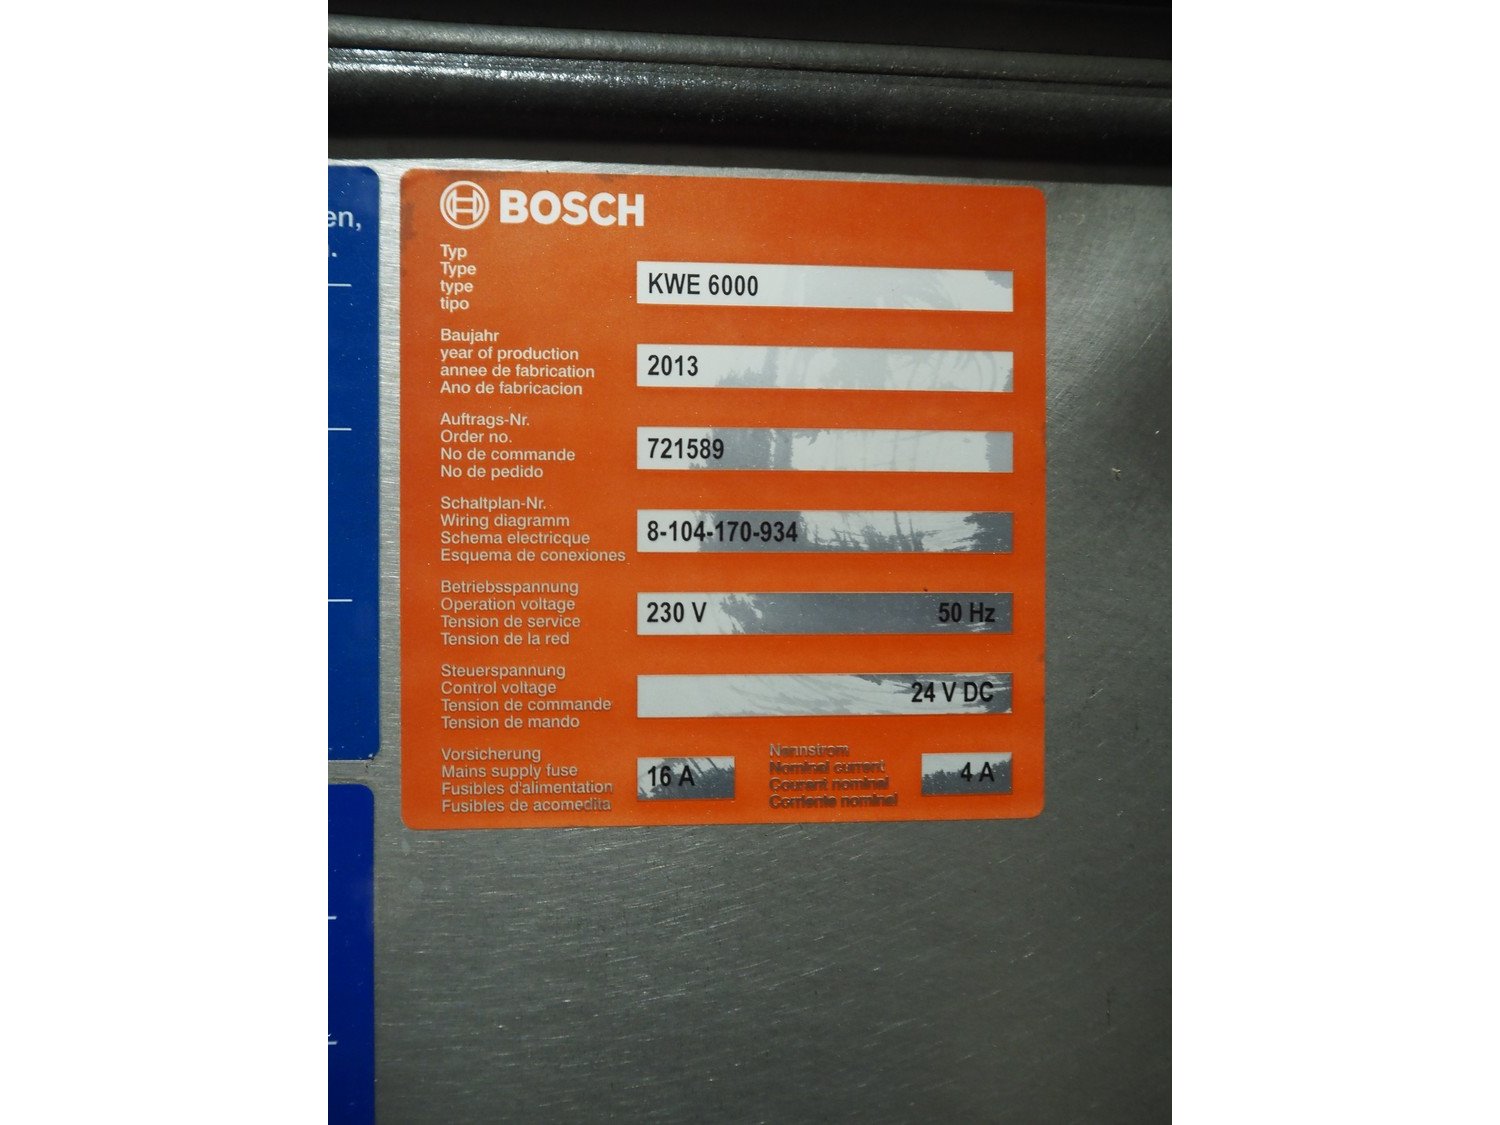 en,
BOSCH
Typ
Type
type
tipo
KWE 6000
Baujahr
year of production
annee de fabrication
Ano de fabricacion
2013
Auftrags-Nr.
Order no.
No de commande
No de pedido
721589
Schaltplan-Nr.
Wiring diagramm
Schema electricque
Esquema de conexiones
8-104-170-934
Betriebsspannung
Operation voltage
Tension de service
Tension de la red
230 V 50 Hz
Steuerspannung
Control voltage
Tension de commande
Tension de mando
24 V DC
Vorsicherung
Mains supply fuse
Fusibles d'alimentation
Fusibles de acomedita
16 A
Nennstrom
Nominal current
Courant nominal
Corriente nominal
4 A